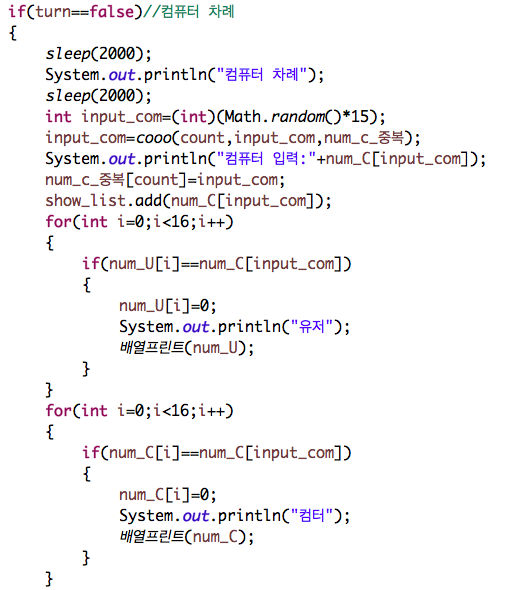 if(turn==false)//컴퓨터 차례
{
sleep(2000);
System.out.println("컴퓨터 차례");
sleep(2000);
int input_com=(int)(Math.random()*15);
input_com=cooo(count,input_com,num_c_중복);
System.out.println("컴퓨터 입력:"+num_C[input_com]);
num_c_중복[count]=input_com;
show_list.add(num_C[input_com]);
for(int i=0;i<16;i++)
{
if(num_U[i]==num_C[input_com])
{
num_U[i]=0;
System.out.println("유저");
배열프린트(num_U);
}
}
for(int i=0;i<16;i++)
{
if(num_C[i]==num_C[input_com])
{
num_C[i]=0;
System.out.println("컴터");
배열프린트(num_C);
}
}